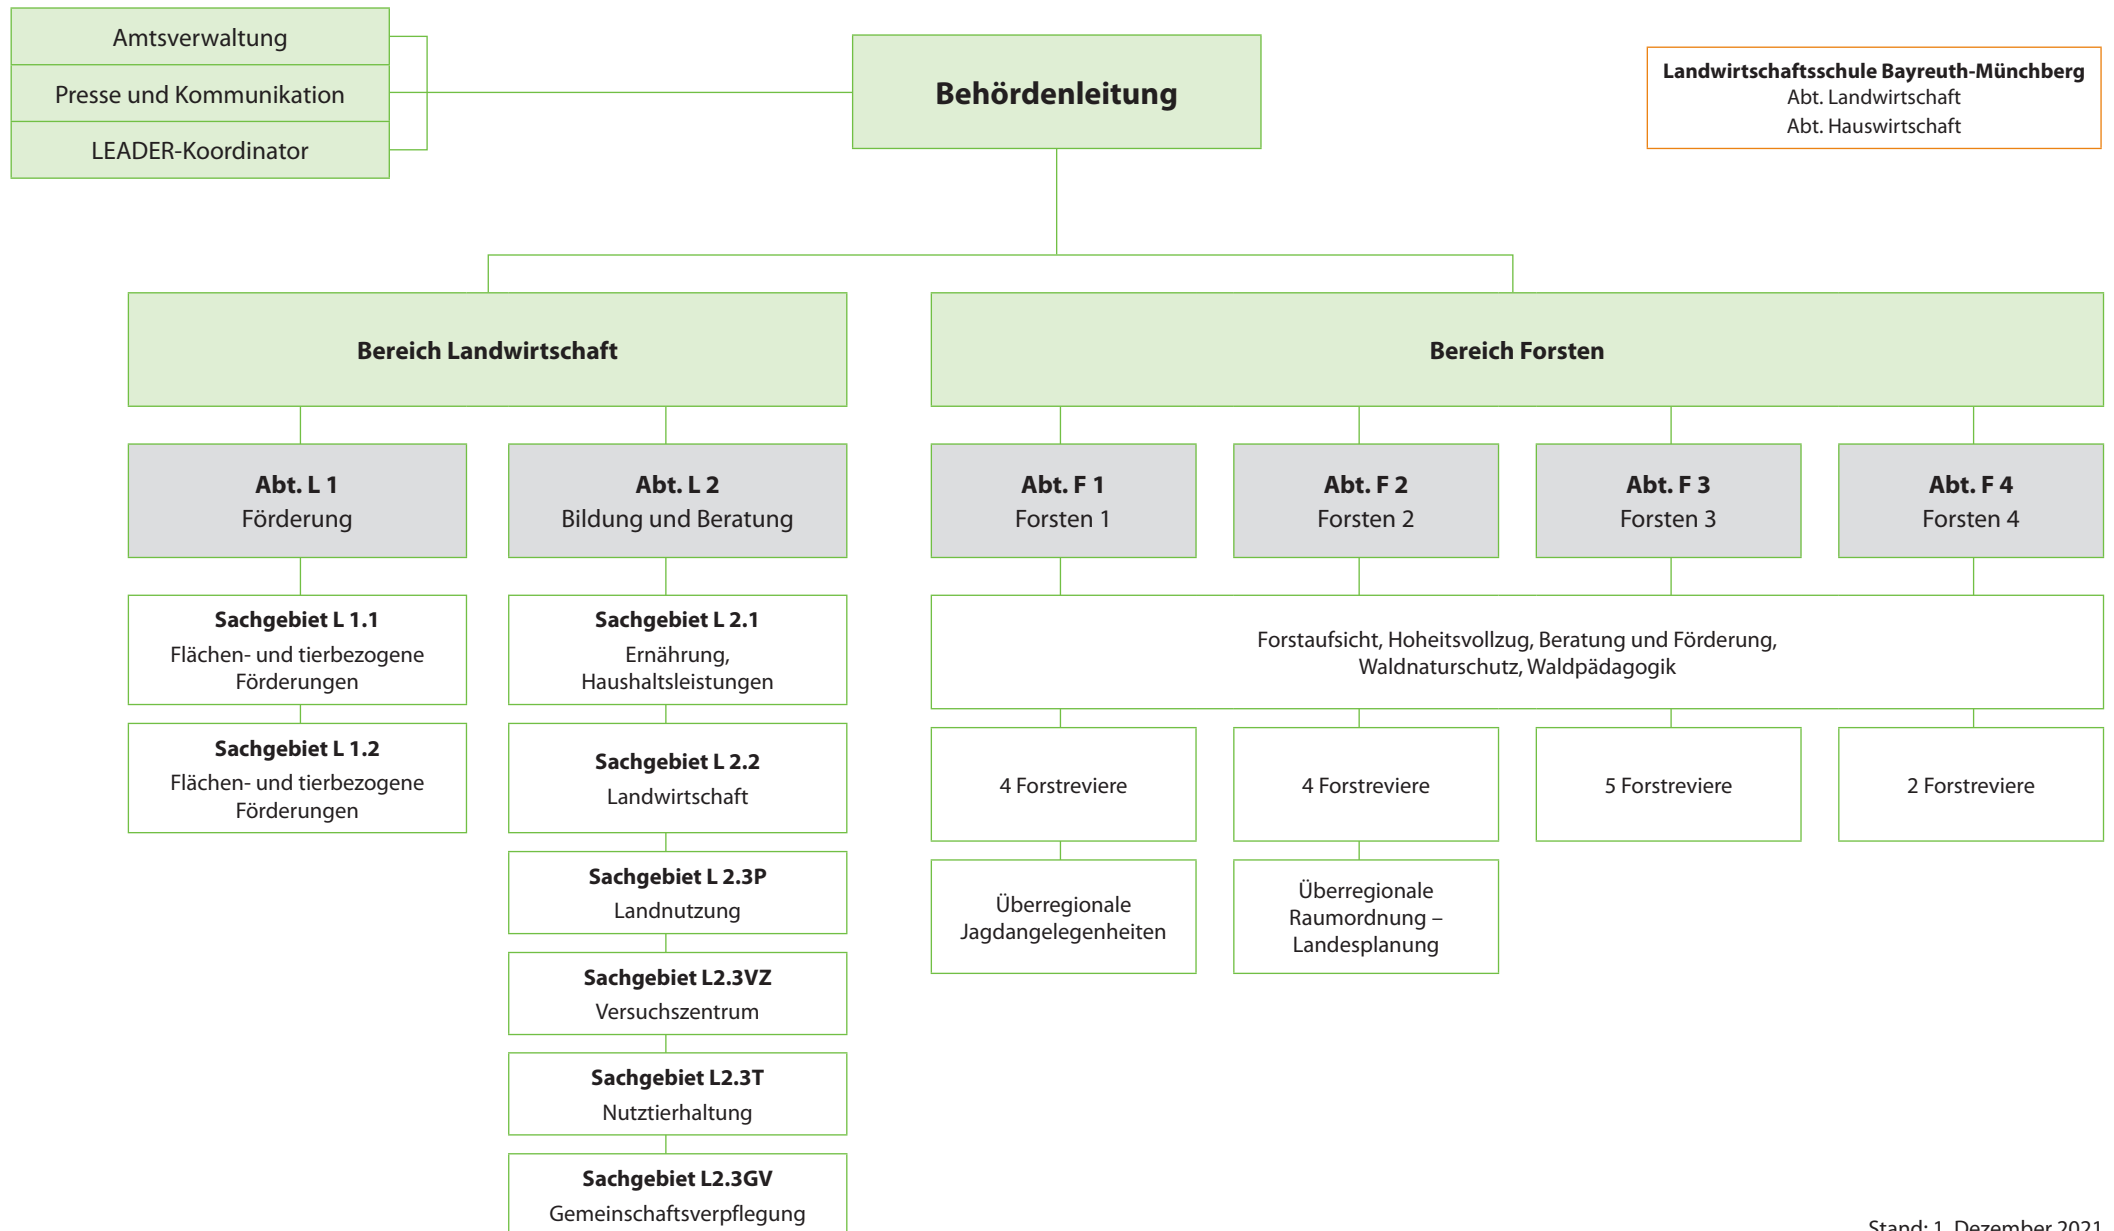 Amtsverwaltung
Presse und Kommunikation
LEADER-Koordinator
Behördenleitung
Landwirtschaftsschule Bayreuth-Münchberg
Abt. Landwirtschaft
Abt. Hauswirtschaft
Bereich Landwirtschaft
Bereich Forsten
Abt. L 1
Förderung
Abt. L 2
Bildung und Beratung
Abt. F 1
Forsten 1
Abt. F 2
Forsten 2
Abt. F 3
Forsten 3
Abt. F 4
Forsten 4
Sachgebiet L 1.1
Flächen- und tierbezogene
Förderungen
Sachgebiet L 1.2
Flächen- und tierbezogene
Förderungen
Sachgebiet L 2.1
Ernährung,
Haushaltsleistungen
Sachgebiet L 2.2
Landwirtschaft
Sachgebiet L 2.3P
Landnutzung
Sachgebiet L2.3VZ
Versuchszentrum
Sachgebiet L2.3T
Nutztierhaltung
Sachgebiet L2.3GV
Gemeinschaftsverpflegung
Forstaufsicht, Hoheitsvollzug, Beratung und Förderung,
Waldnaturschutz, Waldpädagogik
4 Forstreviere
4 Forstreviere
5 Forstreviere
2 Forstreviere
Überregionale
Jagdangelegenheiten
Überregionale
Raumordnung –
Landesplanung
Stand: 1. Dezember 2021